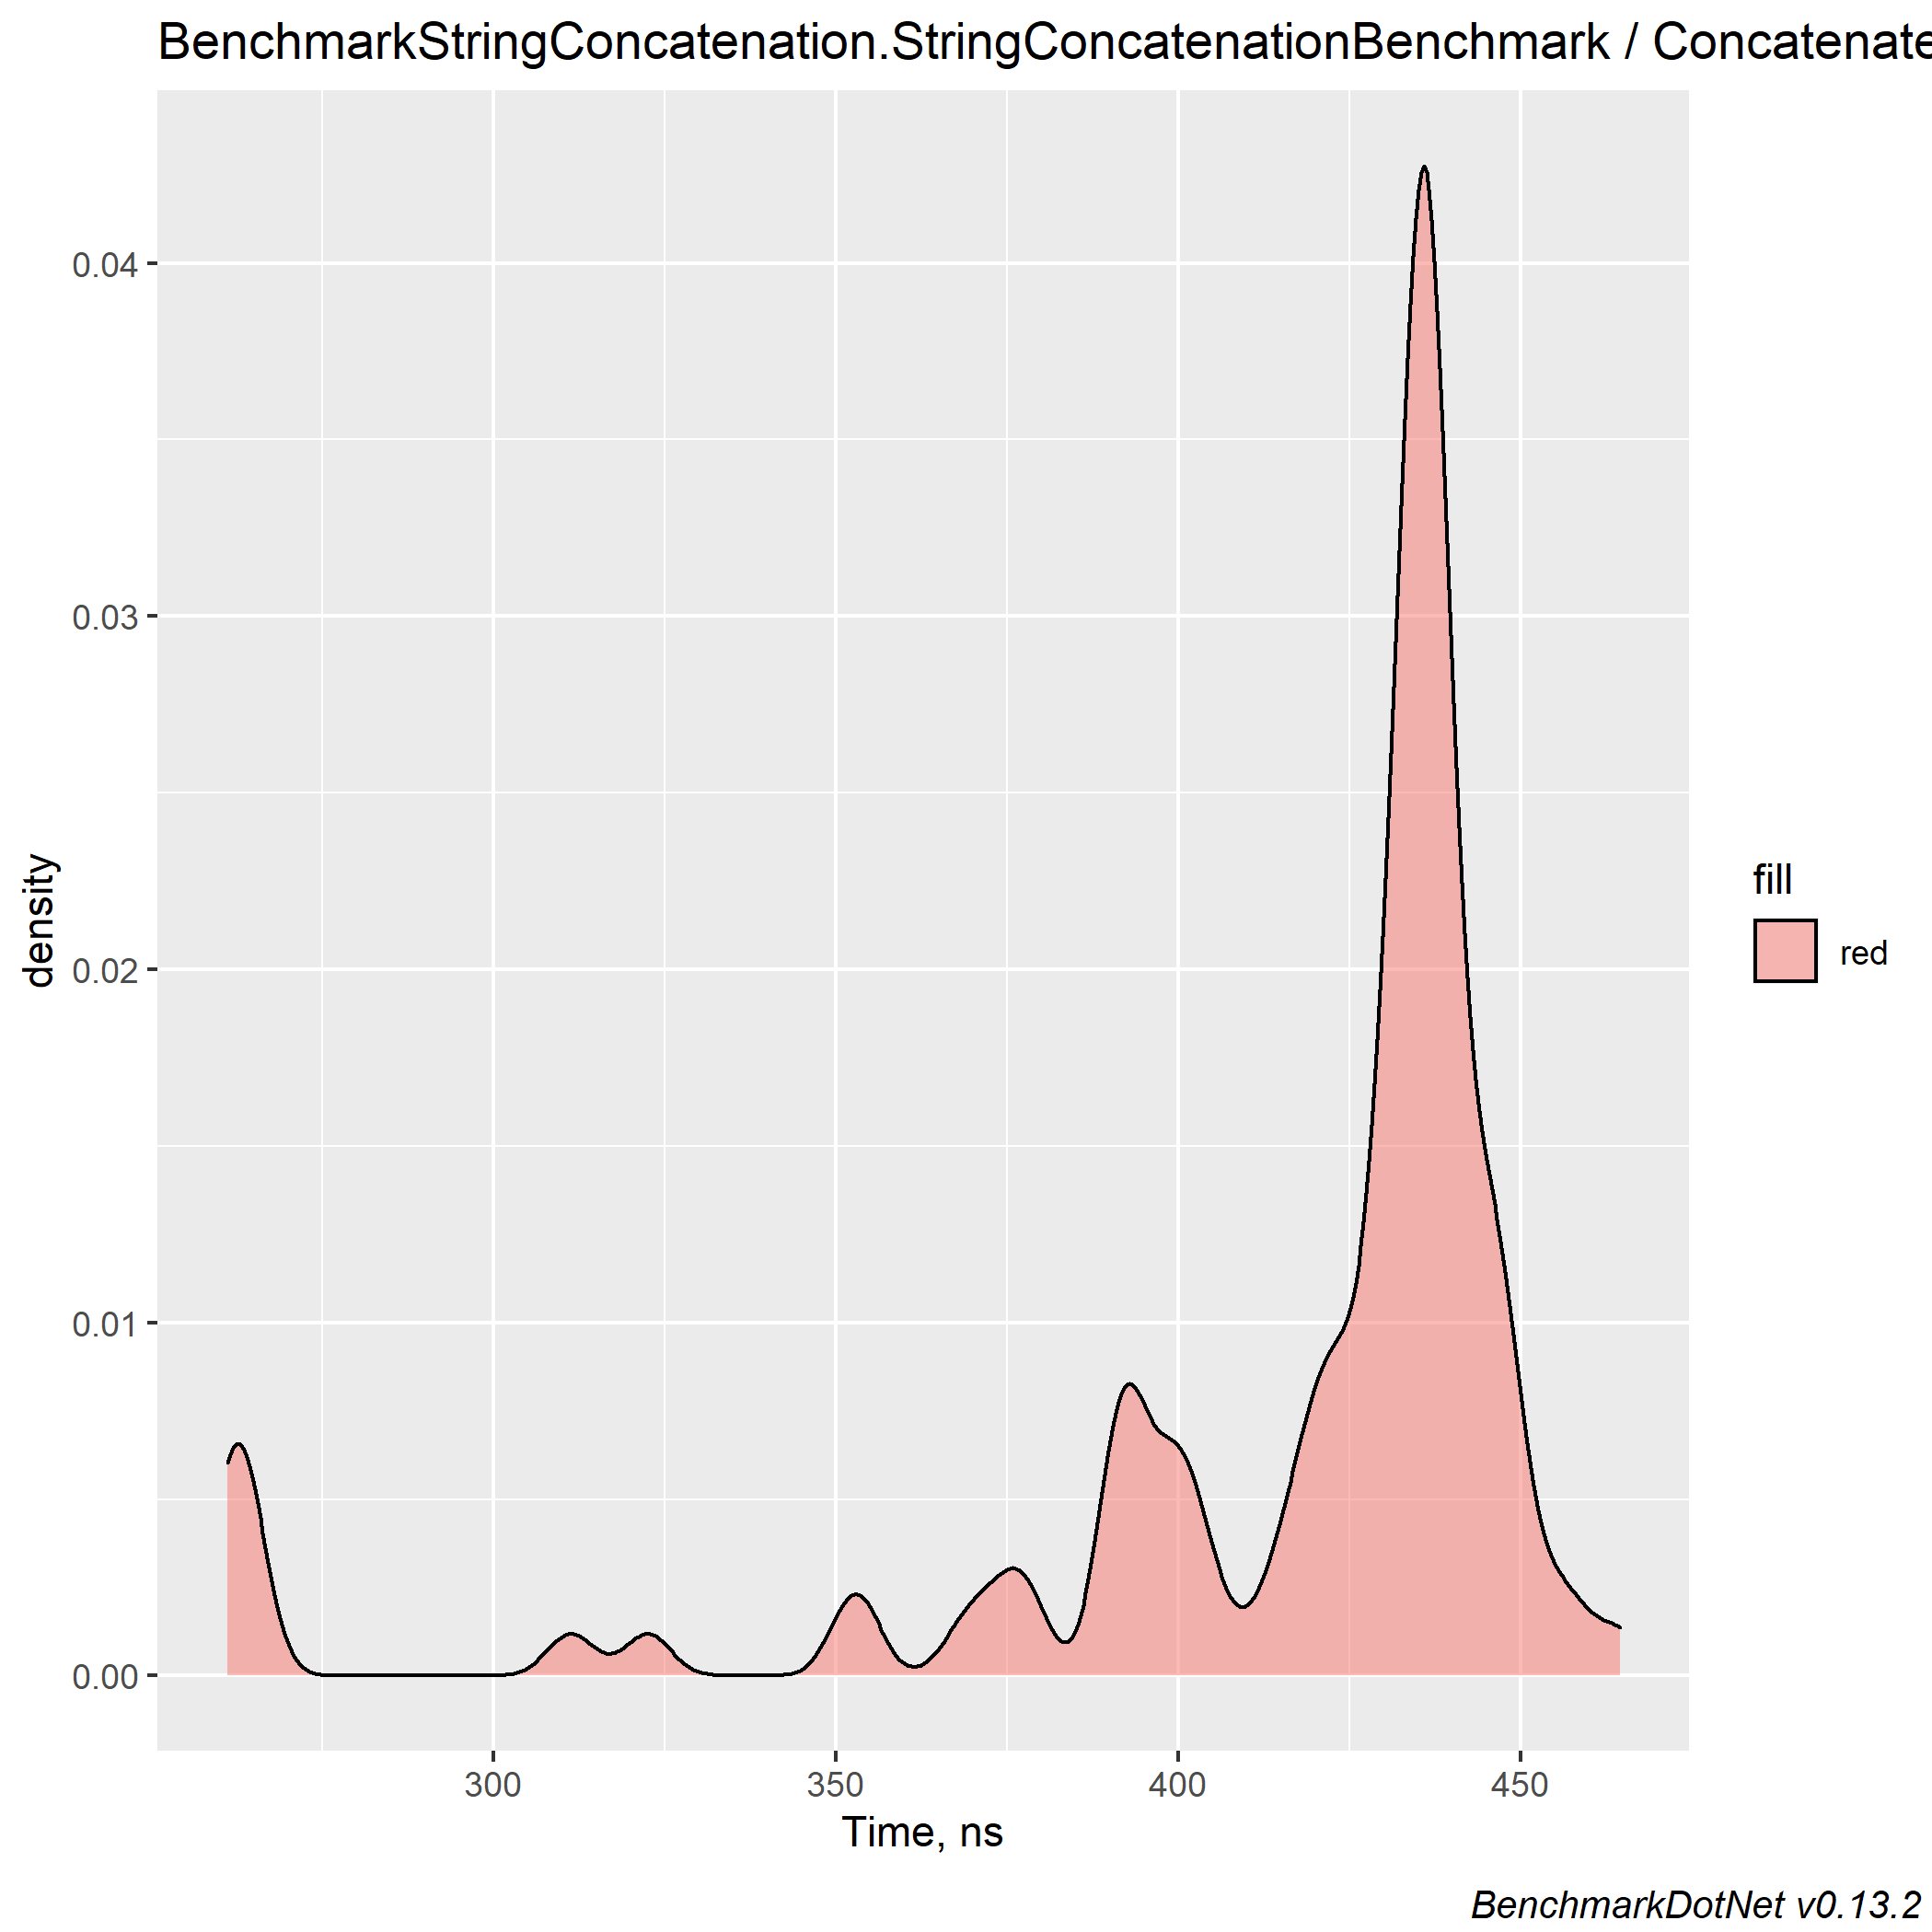 BenchmarkStringConcatenation.StringConcatenationBenchmark / Concatenate
0.04
0.03
0.02
0.01
0.00
density
300 350 400 450
Time, ns
fill
red
BenchmarkDotNet v0.13.2